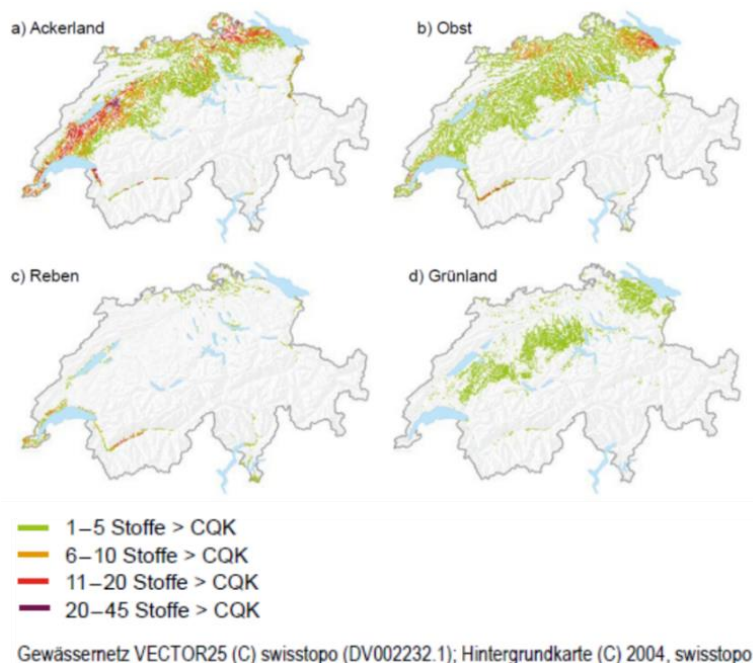 a) Ackerland
b) Obst
c) Reben
d) Grünland
1–5 Stoffe > CQK
6–10 Stoffe > CQK
11–20 Stoffe > CQK
20–45 Stoffe > CQK
Gewässernetz VECTOR25 (C) swisstopo (DV002232.1); Hintergrundkarte (C) 2004, swisstopo